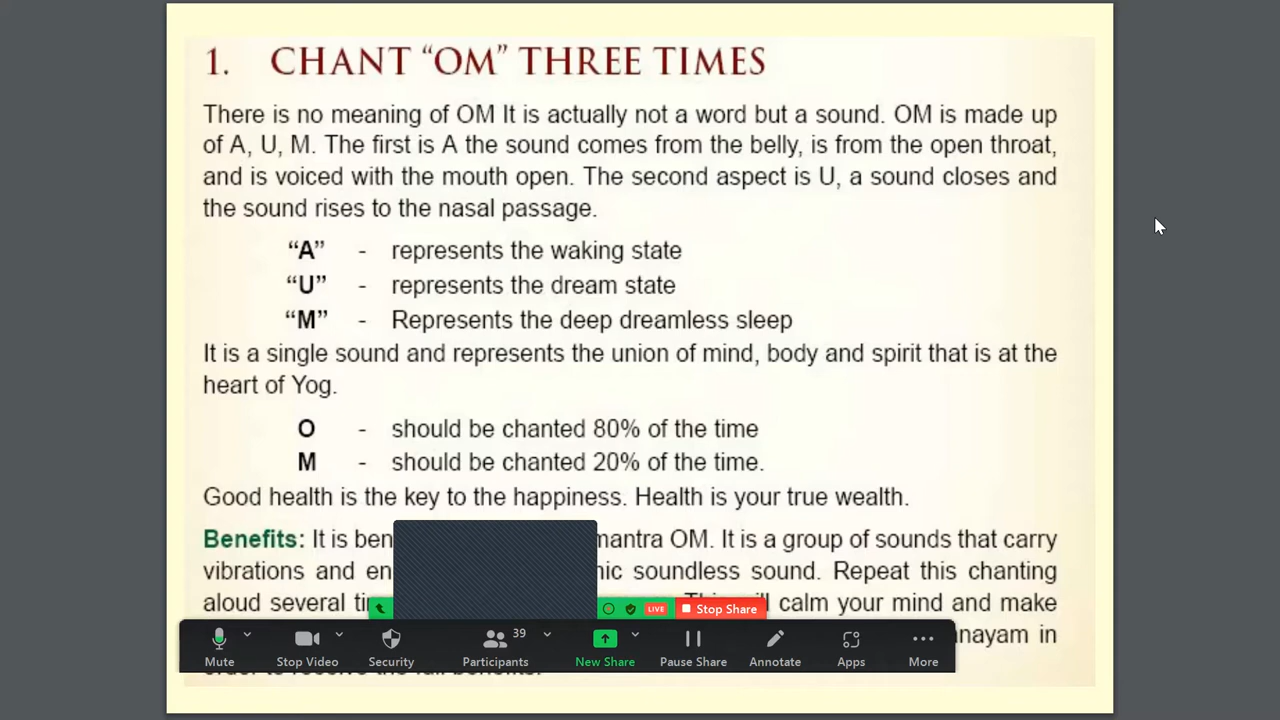 1. CHANT “OM” THREE TIMES
There is no meaning of OM It is actually not a word but a sound. OM is made up
of A, U, M. The first is A the sound comes from the belly, is from the open throat,
and is voiced with the mouth open. The second aspect is U, a sound closes and
the sound rises to the nasal passage.
“A” - represents the waking state
“U” - represents the dream state
“M” - Represents the deep dreamless sleep
It is a single sound and represents the union of mind, body and spirit that is at the
heart of Yog.
O - should be chanted 80% of the time
M - should be chanted 20% of the time.
Good health is the key to the happiness. Health is your true wealth.
Benefits: It is mantra OM. It is a group of sounds that carry
vibrations and soundless sound. Repeat this chanting
aloud several calm your mind and make
in
LIVE Stop Share
39
Mute Stop Video Security Participants New Share Pause Share Annotate Apps More